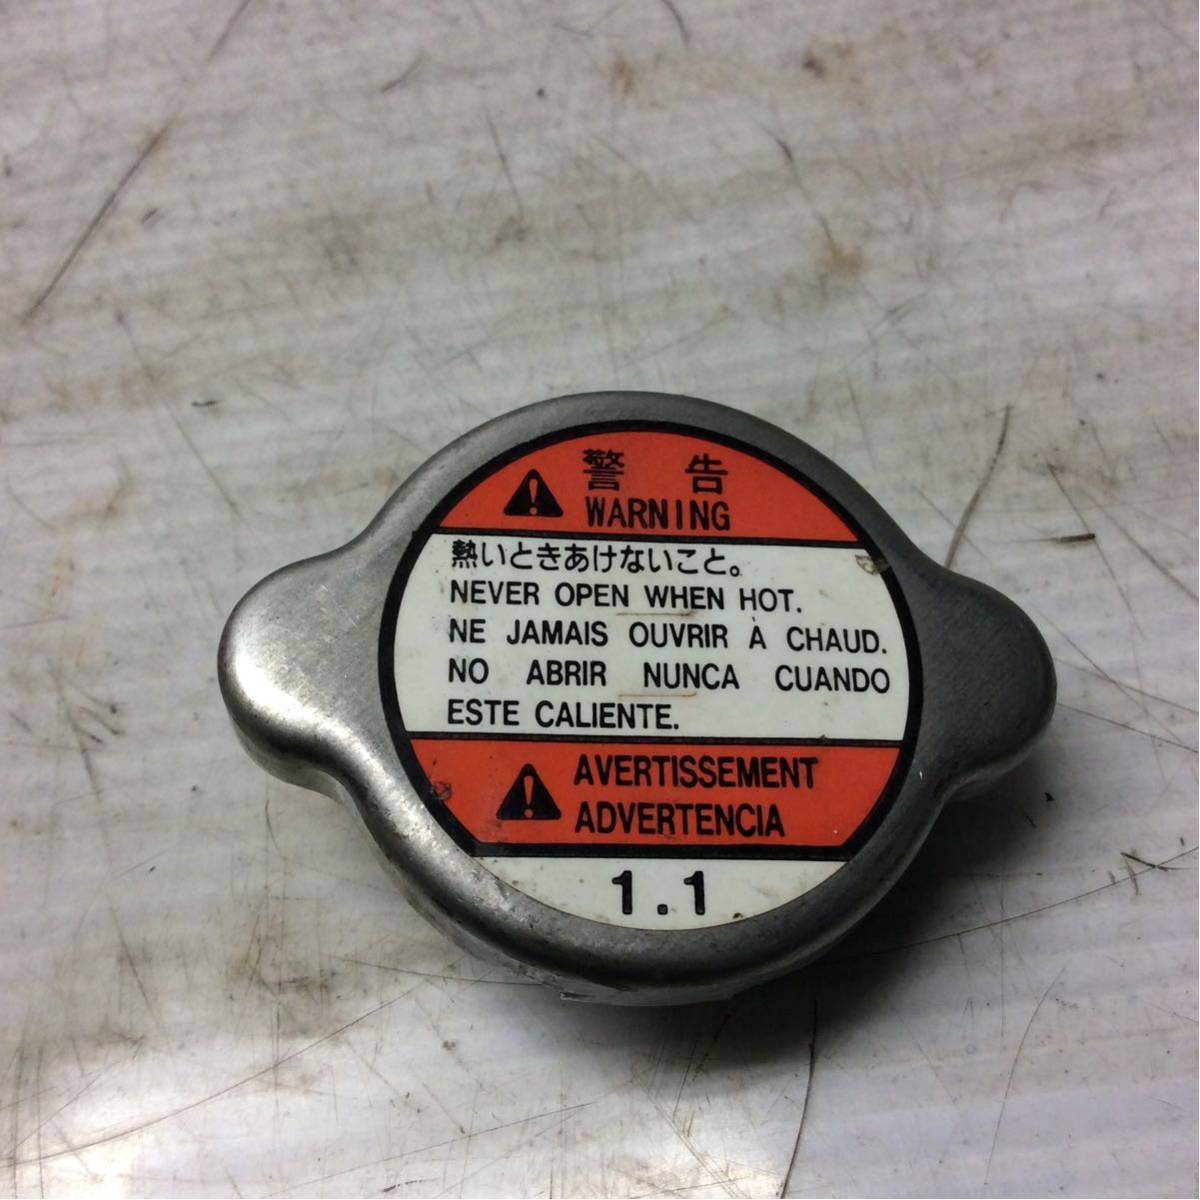 警告
WARNING
熱いときあけないこと。
NEVER OPEN WHEN HOT.
NE JAMAIS OUVRIR À CHAUD.
NO ABRIR NUNCA CUANDO
ESTE CALIENTE.
AVERTISSEMENT
ADVERTENCIA
1.1